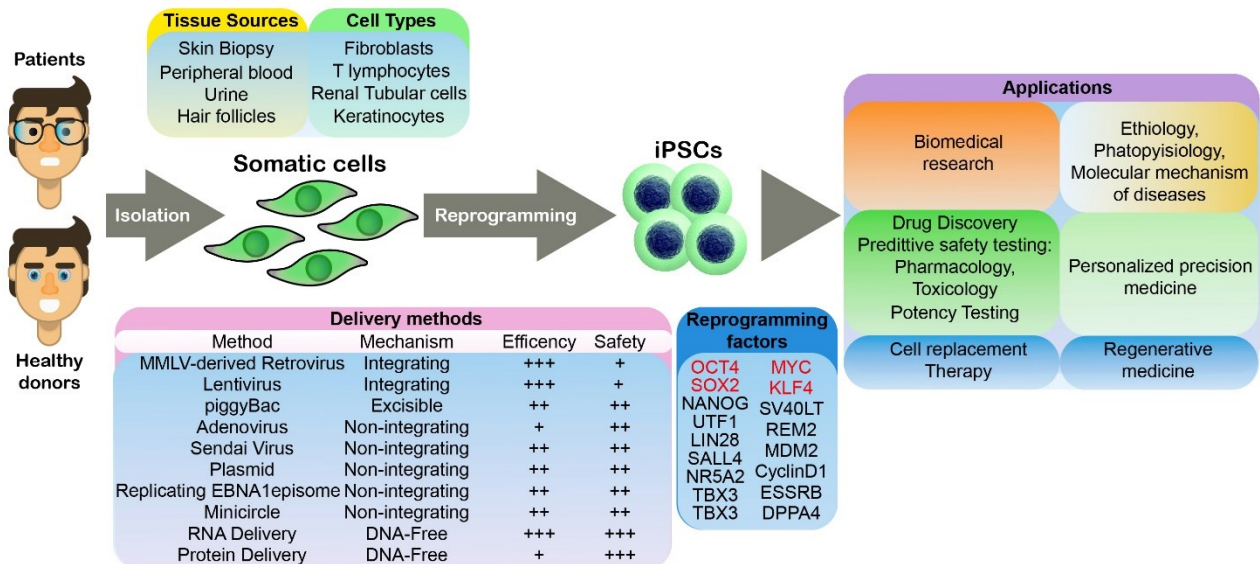 Patients
Healthy
donors
Tissue Sources
Skin Biopsy
Peripheral blood
Urine
Hair follicles
Cell Types
Fibroblasts
T lymphocytes
Renal Tubular cells
Keratinocytes
Isolation
Somatic cells
Reprogramming
iPSCs
Delivery methods
Method Mechanism Efficency Safety
MMLV-derived Retrovirus Integrating +++ +
Lentivirus Integrating +++ +
piggyBac Excisible ++ ++
Adenovirus Non-integrating + ++
Sendai Virus Non-integrating ++ ++
Plasmid Non-integrating ++ ++
Replicating EBNA1episome Non-integrating ++ ++
Minicircle Non-integrating ++ ++
RNA Delivery DNA-Free +++ +++
Protein Delivery DNA-Free + +++
Reprogramming
factors
OCT4
SOX2
NANOG
UTF1
LIN28
SALL4
NR5A2
TBX3
TBX3
MYC
KLF4
SV40LT
REM2
MDM2
CyclinD1
ESSRB
DPPA4
Applications
Biomedical
research
Ethiology,
Phatopyisiology,
Molecular mechanism
of diseases
Drug Discovery
Predittive safety testing:
Pharmacology,
Toxicology
Potency Testing
Personalized precision
medicine
Cell replacement
Therapy
Regenerative
medicine